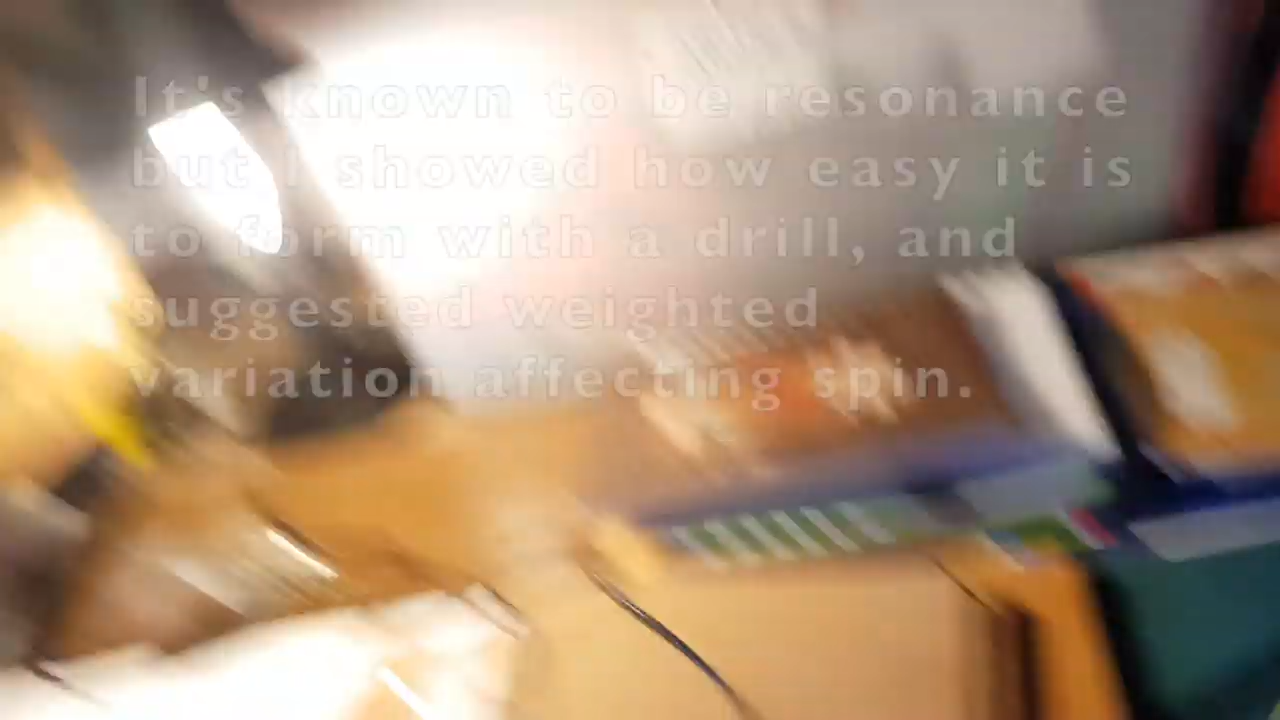 It's known to be resonance
but I showed how easy it is
to form with a drill, and
suggested weighted
variation affecting spin.